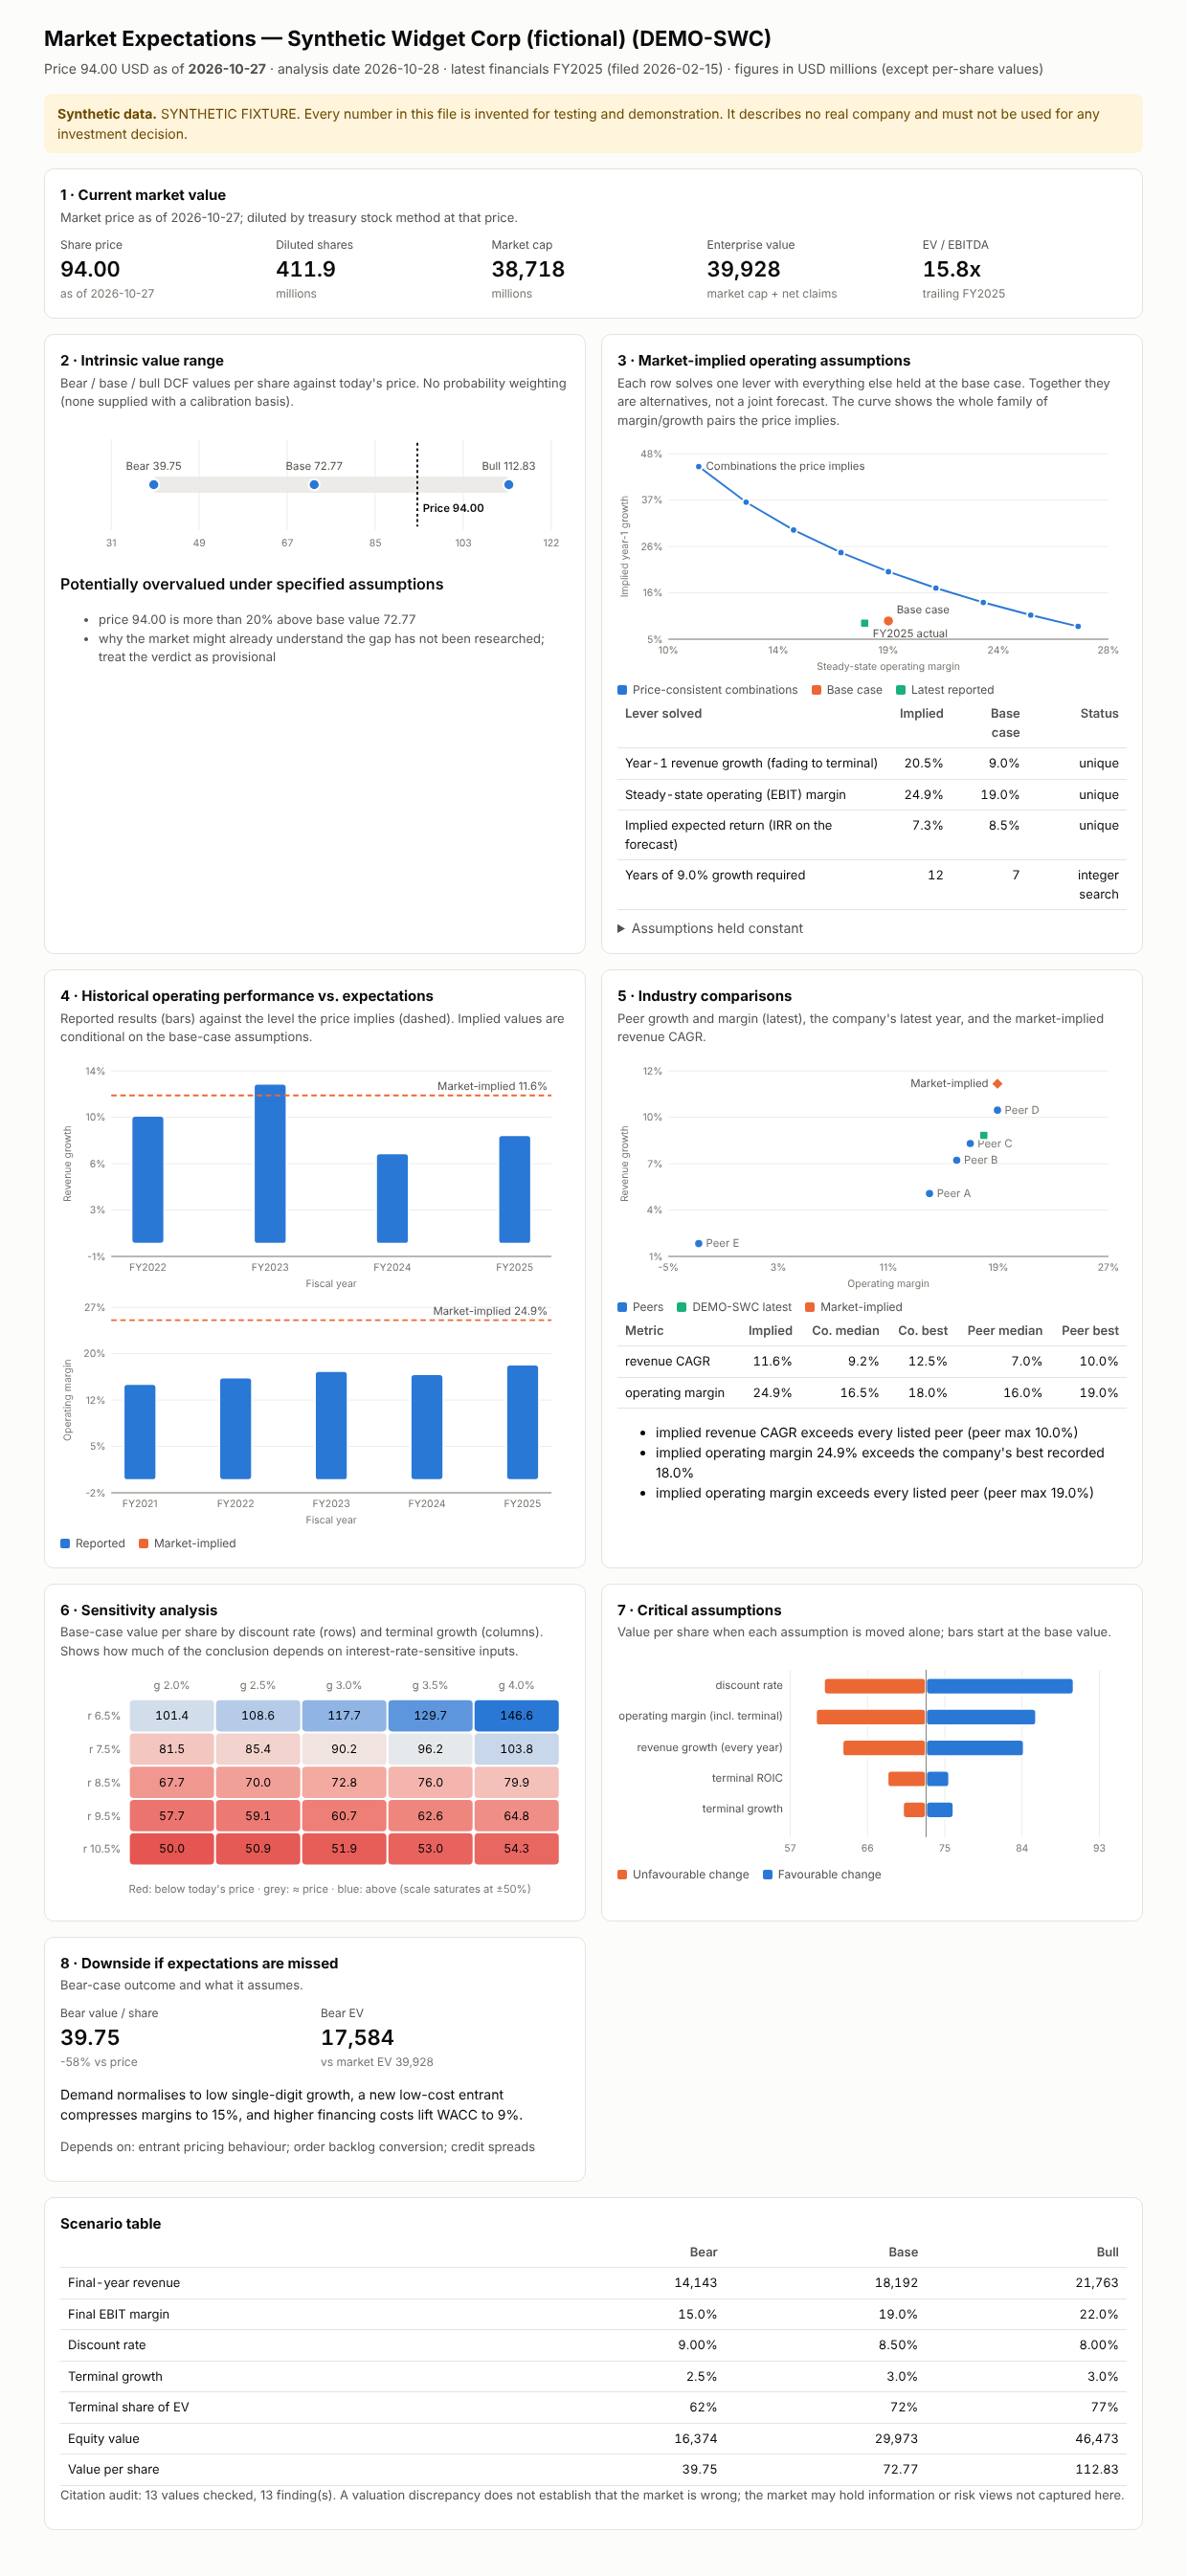 Market Expectations — Synthetic Widget Corp (fictional) (DEMO-SWC)
Price 94.00 USD as of 2026-10-27 · analysis date 2026-10-28 · latest financials FY2025 (filed 2026-02-15) · figures in USD millions (except per-share values)
Synthetic data. SYNTHETIC FIXTURE. Every number in this file is invented for testing and demonstration. It describes no real company and must not be used for any
investment decision.
1 · Current market value
Market price as of 2026-10-27; diluted by treasury stock method at that price.
Share price Diluted shares Market cap Enterprise value EV / EBITDA
94.00 411.9 38,718 39,928 15.8x
as of 2026-10-27 millions millions market cap + net claims trailing FY2025
2 · Intrinsic value range
Bear / base / bull DCF values per share against today's price. No probability weighting
(none supplied with a calibration basis).
Bear 39.75 Base 72.77 Bull 112.83
Price 94.00
31 49 67 85 103 122
Potentially overvalued under specified assumptions
• price 94.00 is more than 20% above base value 72.77
• why the market might already understand the gap has not been researched;
treat the verdict as provisional
3 · Market-implied operating assumptions
Each row solves one lever with everything else held at the base case. Together they
are alternatives, not a joint forecast. The curve shows the whole family of
margin/growth pairs the price implies.
48%
Combinations the price implies
37%
26%
16%
5%
Implied year-1 growth
Base case
FY2025 actual
10% 14% 19% 24% 28%
Steady-state operating margin
Price-consistent combinations Base case Latest reported
Lever solved Implied Base Status
case
Year-1 revenue growth (fading to terminal) 20.5% 9.0% unique
Steady-state operating (EBIT) margin 24.9% 19.0% unique
Implied expected return (IRR on the 7.3% 8.5% unique
forecast)
Years of 9.0% growth required 12 7 integer
search
▶ Assumptions held constant
4 · Historical operating performance vs. expectations
Reported results (bars) against the level the price implies (dashed). Implied values are
conditional on the base-case assumptions.
14%
Market-implied 11.6%
10%
6%
3%
-1%
Revenue growth
FY2022 FY2023 FY2024 FY2025
Fiscal year
27%
Market-implied 24.9%
20%
12%
5%
-2%
Operating margin
FY2021 FY2022 FY2023 FY2024 FY2025
Fiscal year
Reported Market-implied
5 · Industry comparisons
Peer growth and margin (latest), the company's latest year, and the market-implied
revenue CAGR.
12%
Market-implied
Peer D
10%
Peer C
Peer B
7%
Peer A
4%
Peer E
1%
Revenue growth
-5% 3% 11% 19% 27%
Operating margin
Peers DEMO-SWC latest Market-implied
Metric Implied Co. median Co. best Peer median Peer best
revenue CAGR 11.6% 9.2% 12.5% 7.0% 10.0%
operating margin 24.9% 16.5% 18.0% 16.0% 19.0%
• implied revenue CAGR exceeds every listed peer (peer max 10.0%)
• implied operating margin 24.9% exceeds the company's best recorded
18.0%
• implied operating margin exceeds every listed peer (peer max 19.0%)
6 · Sensitivity analysis
Base-case value per share by discount rate (rows) and terminal growth (columns).
Shows how much of the conclusion depends on interest-rate-sensitive inputs.
g 2.0% g 2.5% g 3.0% g 3.5% g 4.0%
r 6.5% 101.4 108.6 117.7 129.7 146.6
r 7.5% 81.5 85.4 90.2 96.2 103.8
r 8.5% 67.7 70.0 72.8 76.0 79.9
r 9.5% 57.7 59.1 60.7 62.6 64.8
r 10.5% 50.0 50.9 51.9 53.0 54.3
Red: below today's price · grey: ≈ price · blue: above (scale saturates at ±50%)
7 · Critical assumptions
Value per share when each assumption is moved alone; bars start at the base value.
discount rate
operating margin (incl. terminal)
revenue growth (every year)
terminal ROIC
terminal growth
57 66 75 84 93
Unfavourable change Favourable change
8 · Downside if expectations are missed
Bear-case outcome and what it assumes.
Bear value / share Bear EV
39.75 17,584
-58% vs price vs market EV 39,928
Demand normalises to low single-digit growth, a new low-cost entrant
compresses margins to 15%, and higher financing costs lift WACC to 9%.
Depends on: entrant pricing behaviour; order backlog conversion; credit spreads
Scenario table
Bear Base Bull
Final-year revenue 14,143 18,192 21,763
Final EBIT margin 15.0% 19.0% 22.0%
Discount rate 9.00% 8.50% 8.00%
Terminal growth 2.5% 3.0% 3.0%
Terminal share of EV 62% 72% 77%
Equity value 16,374 29,973 46,473
Value per share 39.75 72.77 112.83
Citation audit: 13 values checked, 13 finding(s). A valuation discrepancy does not establish that the market is wrong; the market may hold information or risk views not captured here.